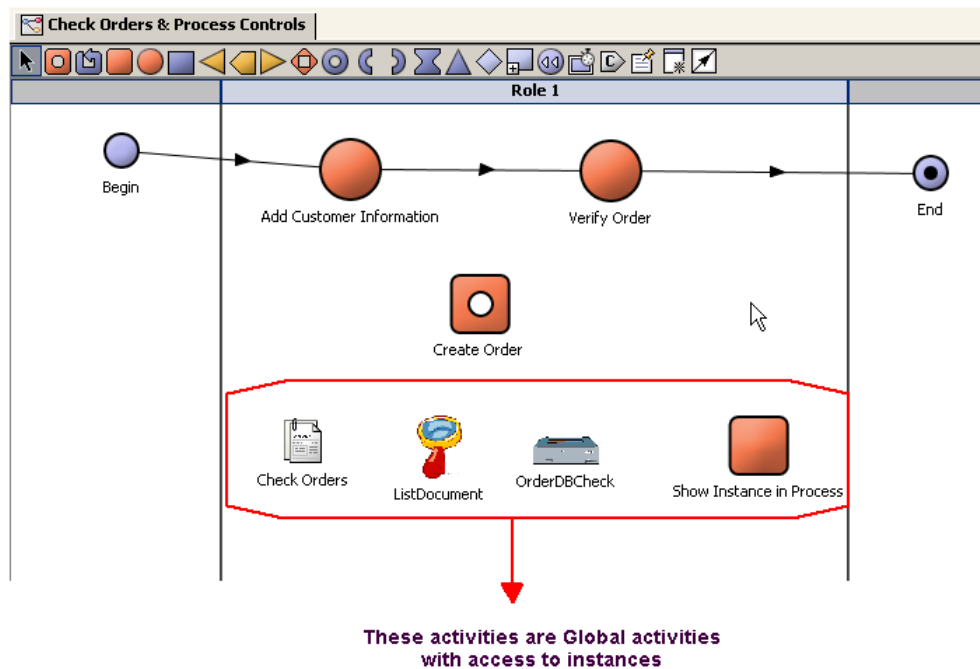 Check Orders & Process Controls
C
Role 1
Begin
Add Customer Information
Verify Order
End
Create Order
Check Orders
ListDocument
OrderDBCheck
Show Instance in Process
These activities are Global activities
with access to instances